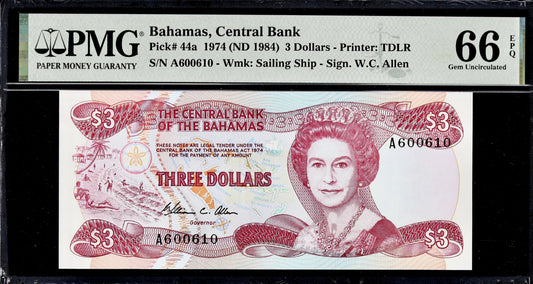 PMG
PAPER MONEY GUARANTY
Bahamas, Central Bank
Pick# 44a 1974 (ND 1984) 3 Dollars - Printer: TDLR
S/N A600610 - Wmk: Sailing Ship - Sign. W.C. Allen
66 EPQ
Gem Uncirculated
$3
THE CENTRAL BANK
OF THE BAHAMAS
$3
THESE NOTES ARE LEGAL TENDER UNDER THE
CENTRAL BANK OF THE BAHAMAS ACT 1974
FOR THE PAYMENT OF ANY AMOUNT
A600610
THREE DOLLARS
William C. Allen
Governor
A600610
$3
$3